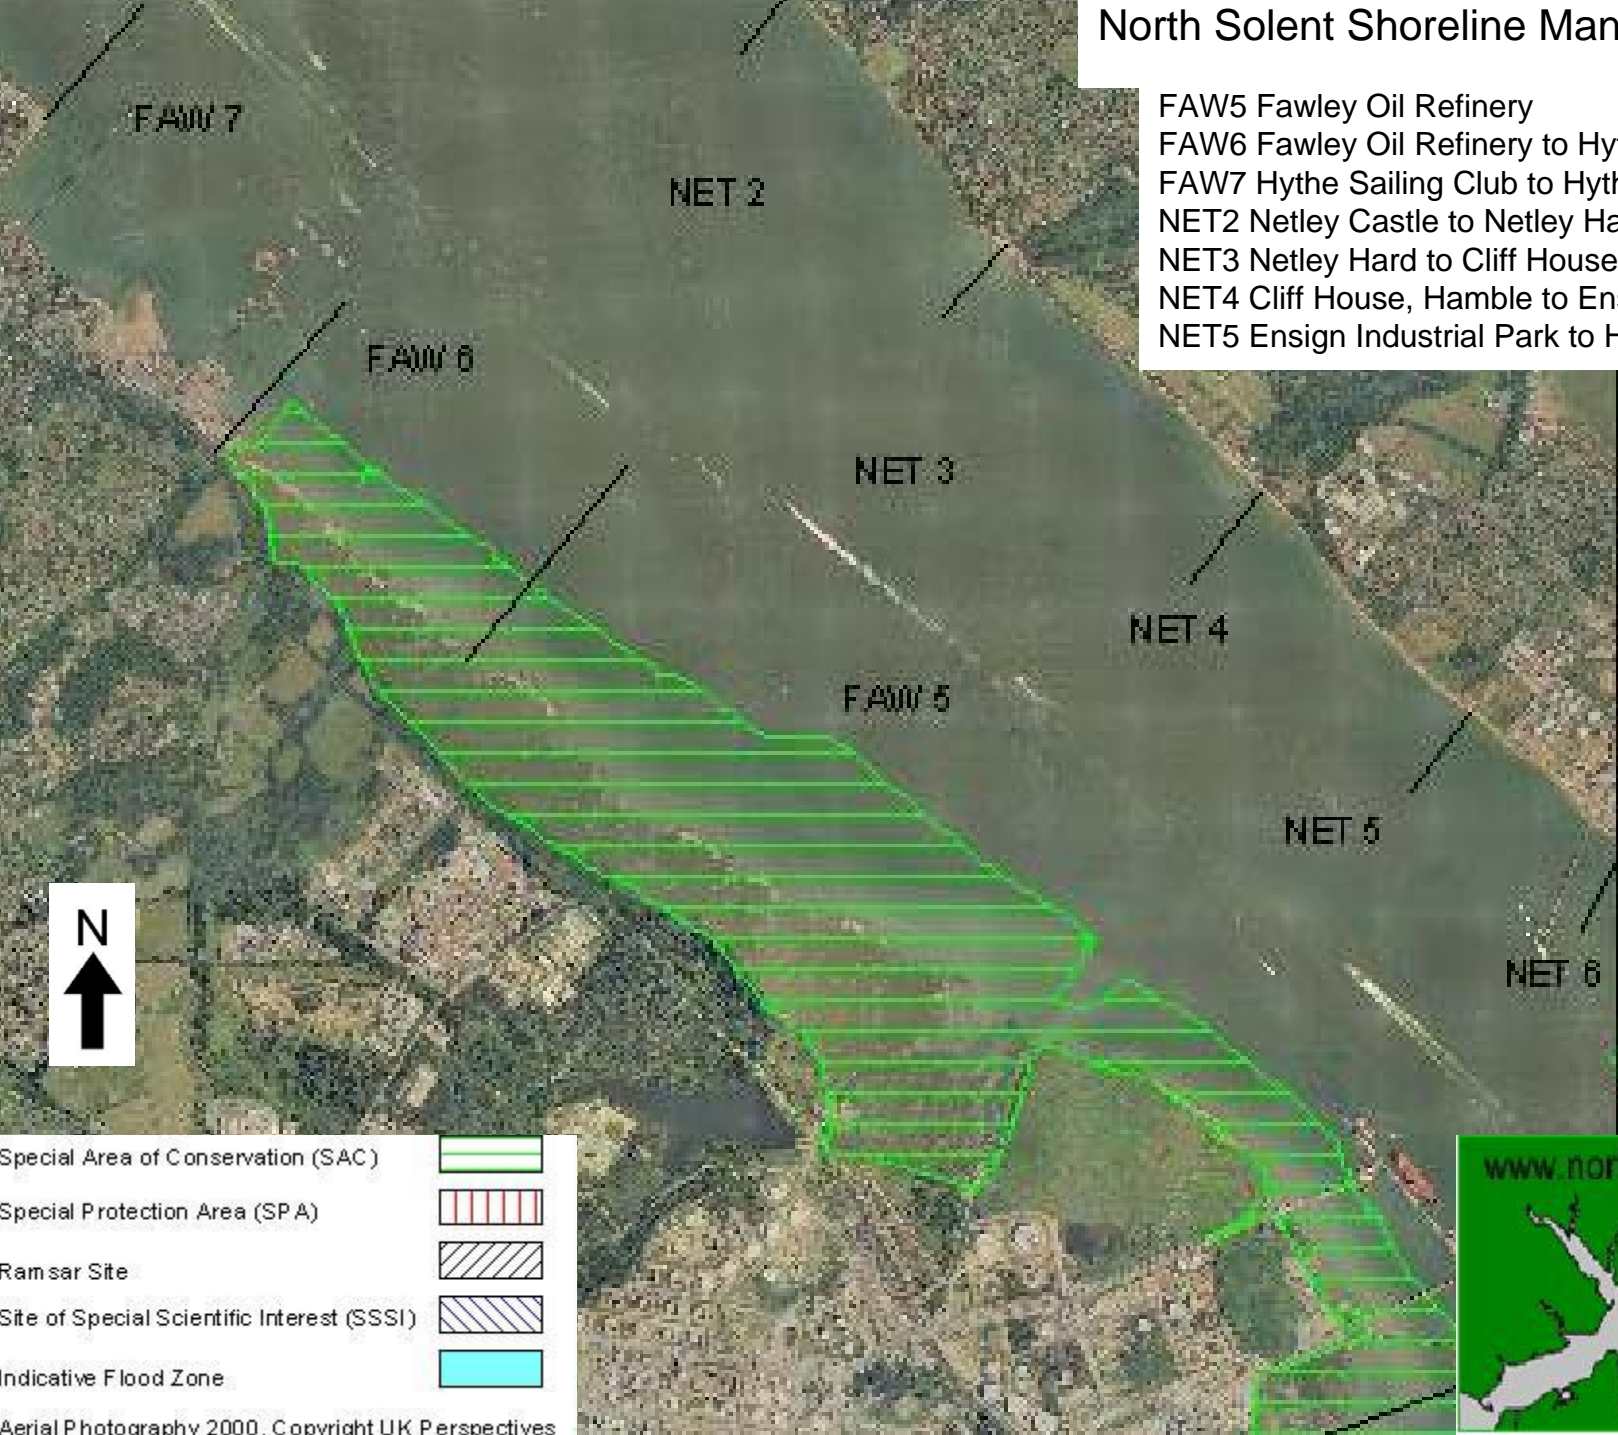 North Solent Shoreline Man
FAW5 Fawley Oil Refinery
FAW6 Fawley Oil Refinery to Hyt
FAW7 Hythe Sailing Club to Hyth
NET2 Netley Castle to Netley Ha
NET3 Netley Hard to Cliff House
NET4 Cliff House, Hamble to Ens
NET5 Ensign Industrial Park to H
FAW 7
NET 2
FAW 6
NET 3
NET 4
FAW 5
NET 5
N
NET 6
Special Area of Conservation (SAC)
Special Protection Area (SPA)
Ramsar Site
Site of Special Scientific Interest (SSSI)
Indicative Flood Zone
Aerial Photography 2000. Copyright UK Perspectives
www.nor